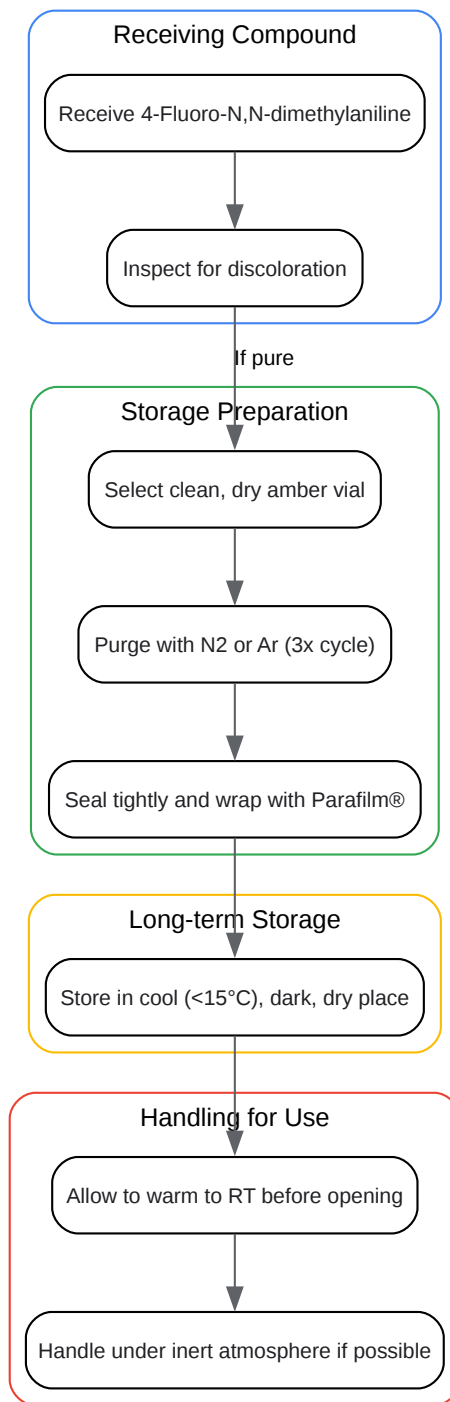 Receiving Compound
Receive 4-Fluoro-N,N-dimethylaniline
Inspect for discoloration
If pure
Storage Preparation
Select clean, dry amber vial
Purge with N2 or Ar (3x cycle)
Seal tightly and wrap with Parafilm®
Long-term Storage
Store in cool (<15°C), dark, dry place
Handling for Use
Allow to warm to RT before opening
Handle under inert atmosphere if possible